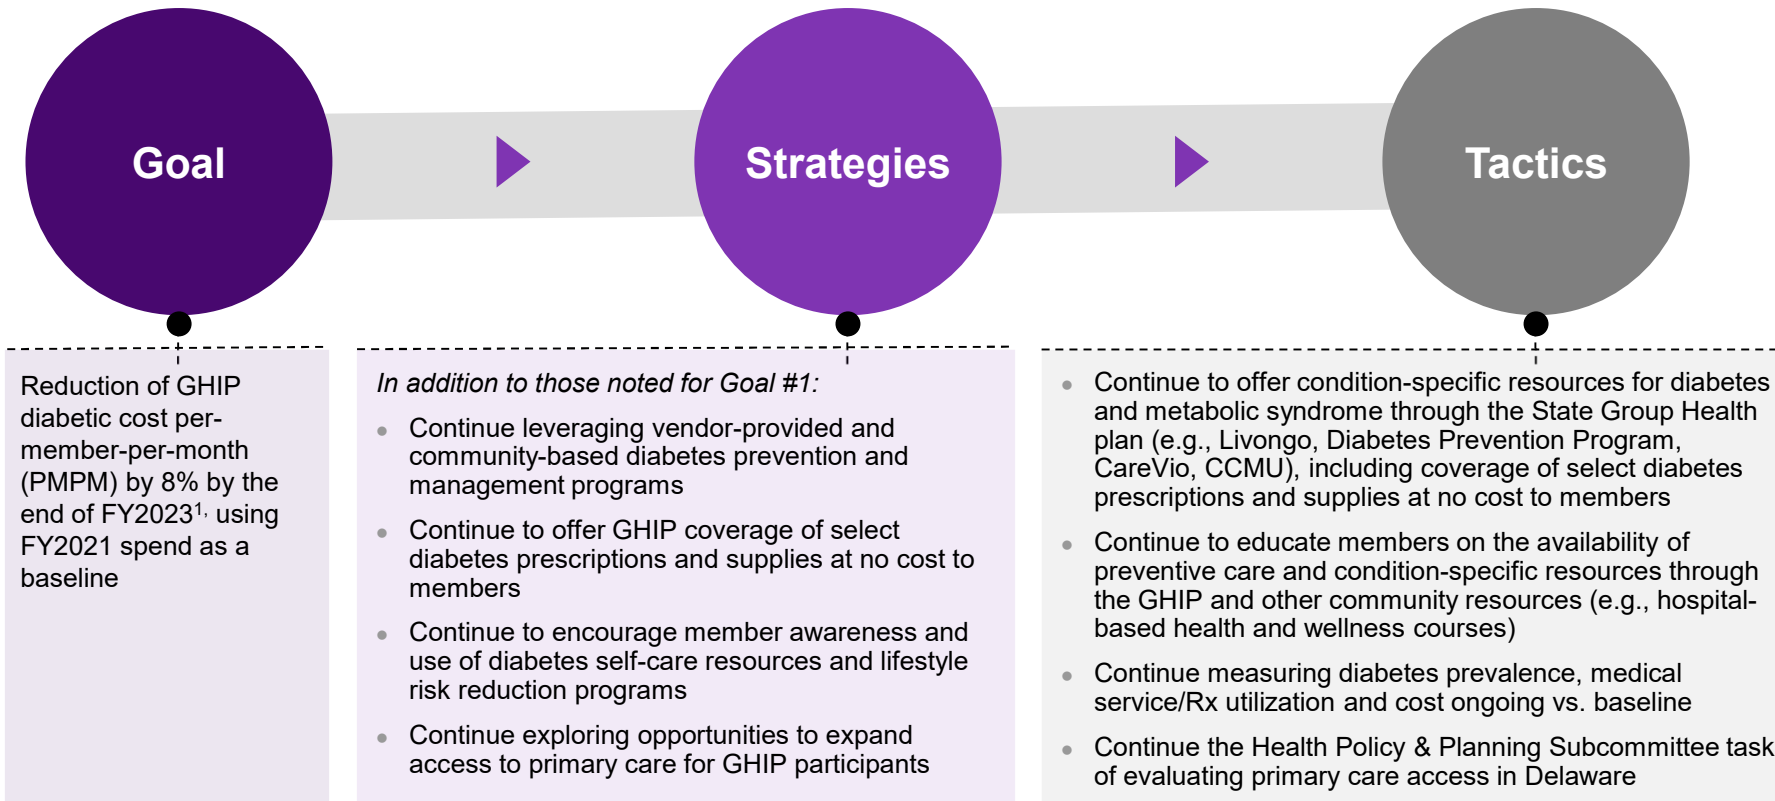 Goal
Strategies
Tactics
Reduction of GHIP
diabetic cost per-
member-per-month
(PMPM) by 8% by the
end of FY2023¹, using
FY2021 spend as a
baseline
In addition to those noted for Goal #1:
• Continue leveraging vendor-provided and
community-based diabetes prevention and
management programs
• Continue to offer GHIP coverage of select
diabetes prescriptions and supplies at no cost to
members
• Continue to encourage member awareness and
use of diabetes self-care resources and lifestyle
risk reduction programs
• Continue exploring opportunities to expand
access to primary care for GHIP participants
• Continue to offer condition-specific resources for diabetes
and metabolic syndrome through the State Group Health
plan (e.g., Livongo, Diabetes Prevention Program,
CareVio, CCMU), including coverage of select diabetes
prescriptions and supplies at no cost to members
• Continue to educate members on the availability of
preventive care and condition-specific resources through
the GHIP and other community resources (e.g., hospital-
based health and wellness courses)
• Continue measuring diabetes prevalence, medical
service/Rx utilization and cost ongoing vs. baseline
• Continue the Health Policy & Planning Subcommittee task
of evaluating primary care access in Delaware